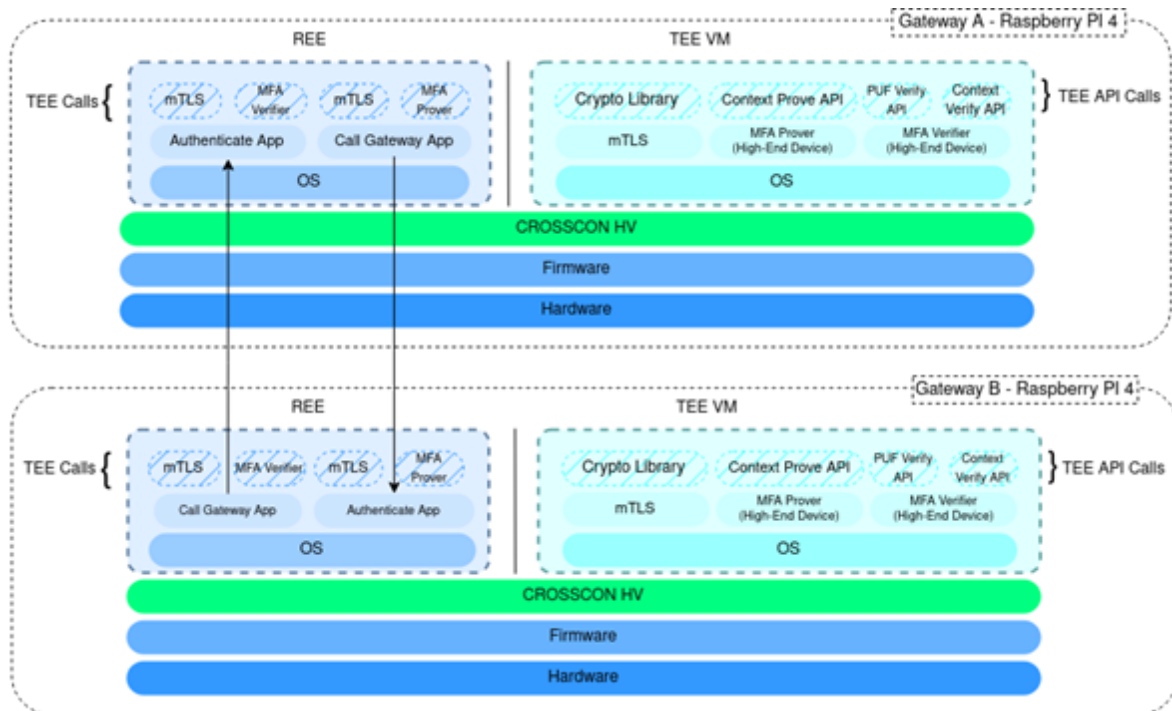 Gateway A - Raspberry PI 4
REE
TEE VM
TEE Calls
mTLS
MFA
Verifier
mTLS
MFA
Prover
Authenticate App
Call Gateway App
OS
Crypto Library
Context Prove API
PUF Verify
API
Context
Verify API
TEE API Calls
mTLS
MFA Prover
(High-End Device)
MFA Verifier
(High-End Device)
OS
CROSSCON HV
Firmware
Hardware
Gateway B - Raspberry PI 4
REE
TEE VM
TEE Calls
mTLS
MFA Verifier
mTLS
MFA
Prover
Call Gateway App
Authenticate App
OS
Crypto Library
Context Prove API
PUF Verify
API
Context
Verify API
TEE API Calls
mTLS
MFA Prover
(High-End Device)
MFA Verifier
(High-End Device)
OS
CROSSCON HV
Firmware
Hardware